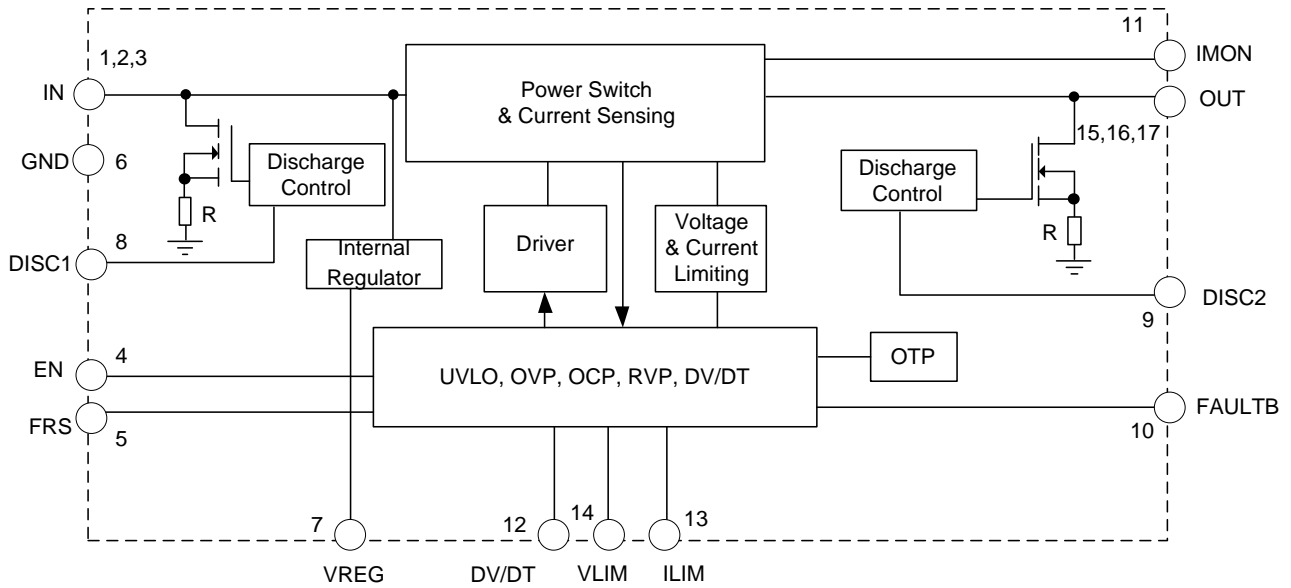 11
IMON
1,2,3
IN
Power Switch
& Current Sensing
OUT
15,16,17
GND
6
Discharge
Control
Discharge
Control
R
Driver
Voltage
& Current
Limiting
R
8
DISC1
Internal
Regulator
DISC2
9
4
EN
UVLO, OVP, OCP, RVP, DV/DT
OTP
FRS
5
FAULTB
10
7
12
14
13
VREG
DV/DT
VLIM
ILIM